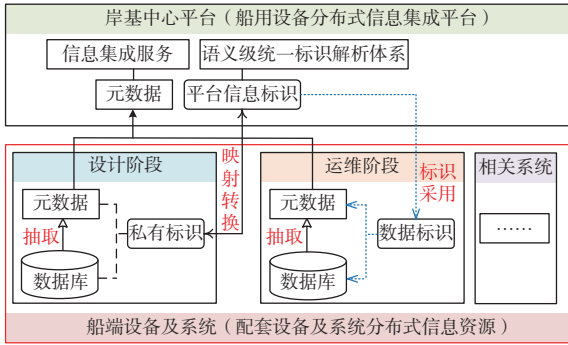 岸基中心平台（船用设备分布式信息集成平台）
信息集成服务
语义级统一标识解析体系
元数据
平台信息标识
设计阶段
映射转换
运维阶段
标识
采用
相关系统
元数据
抽取
私有标识
数据库
元数据
抽取
数据标识
数据库
……
船端设备及系统（配套设备及系统分布式信息资源）